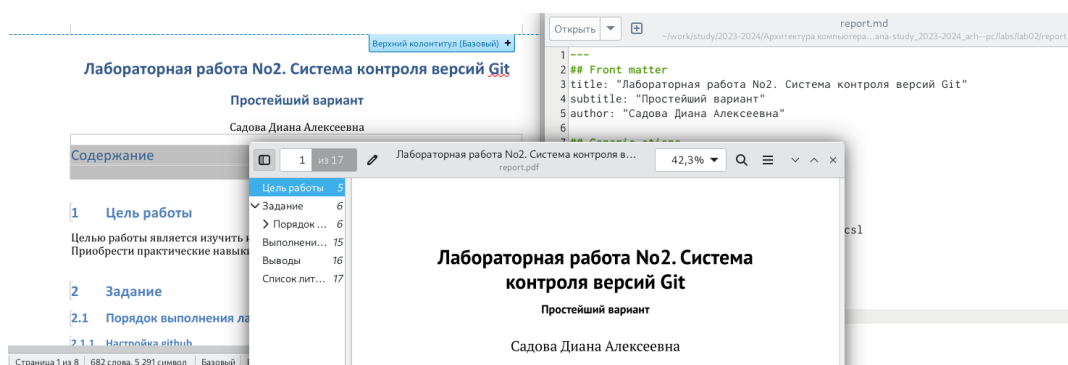 Верхний колонтитул (Базовый) +
Лабораторная работа No2. Система контроля версий Git
Простейший вариант
Садова Диана Алексеевна
Содержание
1 Цель работы
Целью работы является изучить
Приобрести практические навыки
2 Задание
2.1 Порядок выполнения ла
2.1.1 Настройка github
Страница 1 из 8 682 слова, 5 291 символ Базовый
Открыть
report.md
~/work/study/2023-2024/Архитектура компьютера...ana-study_2023-2024_arh--pc/labs/lab02/report
1 ---
2 ## Front matter
3 title: "Лабораторная работа No2. Система контроля версий Git"
4 subtitle: "Простейший вариант"
5 author: "Садова Диана Алексеевна"
6
csl
1 из 17
Лабораторная работа No2. Система контроля в...
report.pdf
42,3%
Цель работы 5
Задание 6
Порядок ... 6
Выполнени... 15
Выводы 16
Список лит... 17
Лабораторная работа No2. Система
контроля версий Git
Простейший вариант
Садова Диана Алексеевна